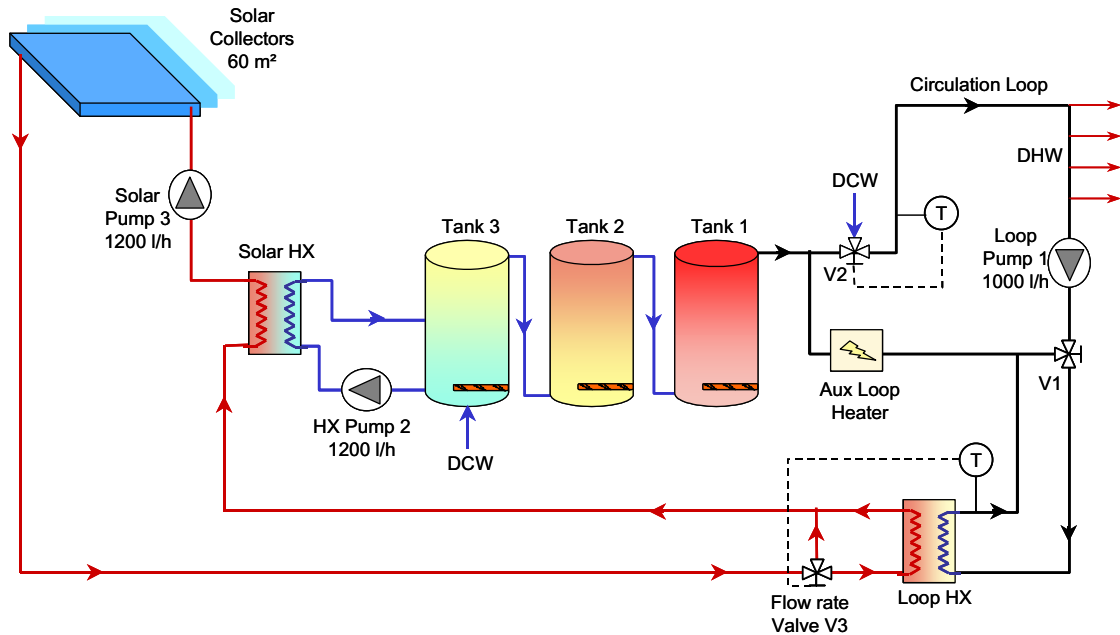 Solar
Collectors
60 m²
Circulation Loop
DHW
DCW
T
Solar
Pump 3
1200 l/h
Tank 3
Tank 2
Tank 1
Loop
Pump 1
1000 l/h
Solar HX
V2
V1
Aux Loop
Heater
HX Pump 2
1200 l/h
DCW
T
Flow rate
Valve V3
Loop HX